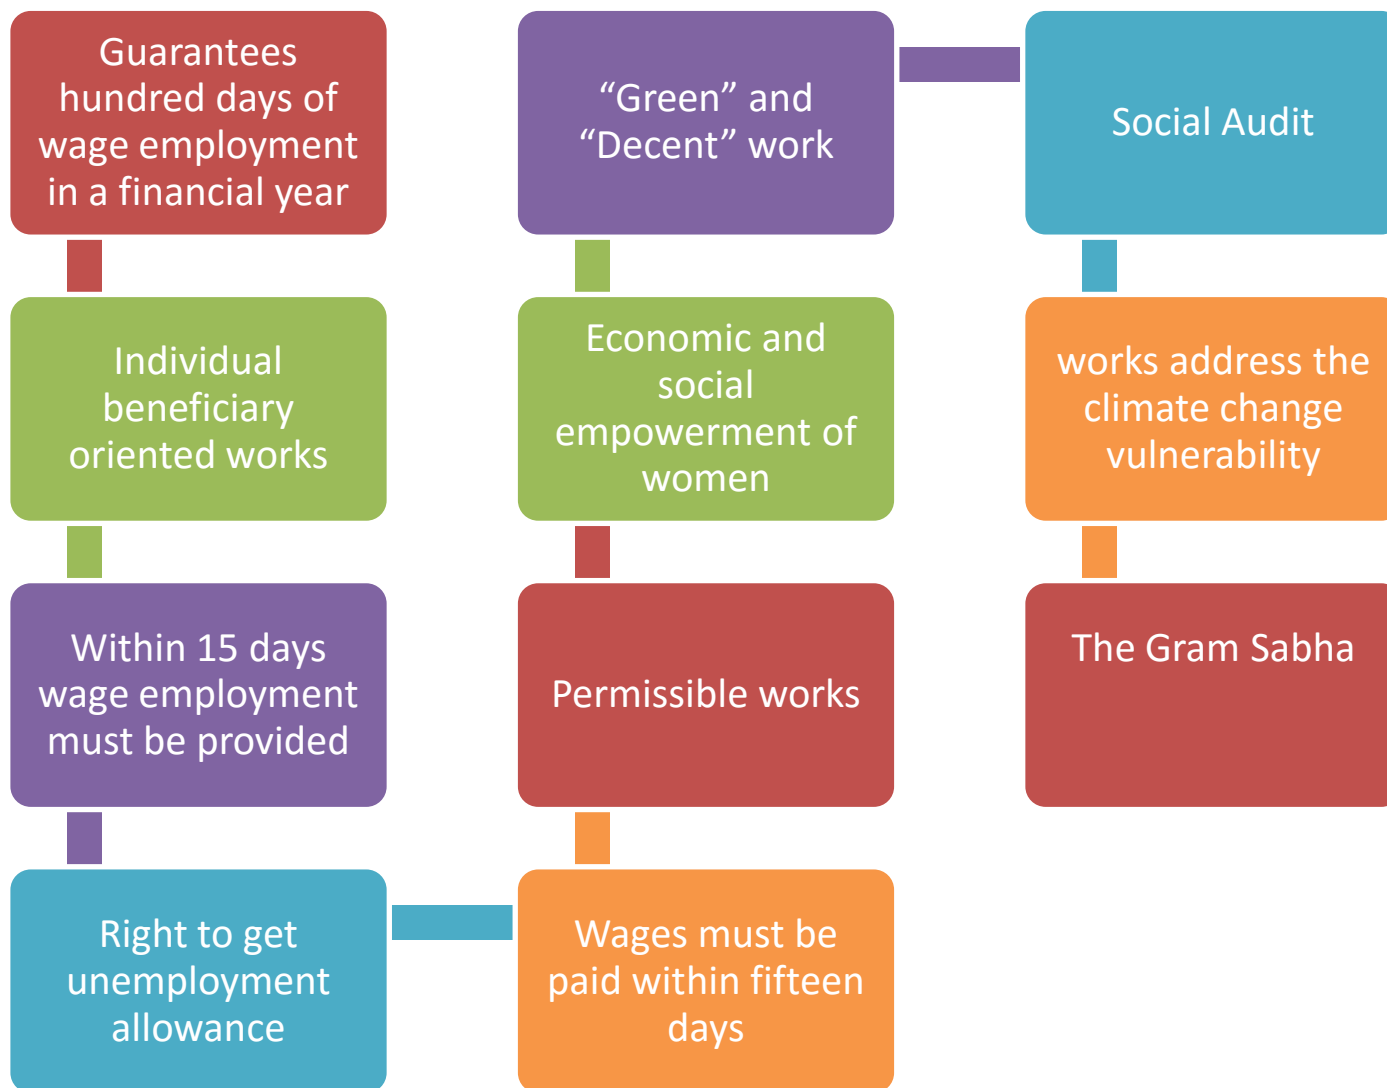 Guarantees
hundred days of
wage employment
in a financial year
Individual
beneficiary
oriented works
Within 15 days
wage employment
must be provided
Right to get
unemployment
allowance
Wages must be
paid within fifteen
days
Permissible works
Economic and
social
empowerment of
women
“Green” and
“Decent” work
Social Audit
works address the
climate change
vulnerability
The Gram Sabha